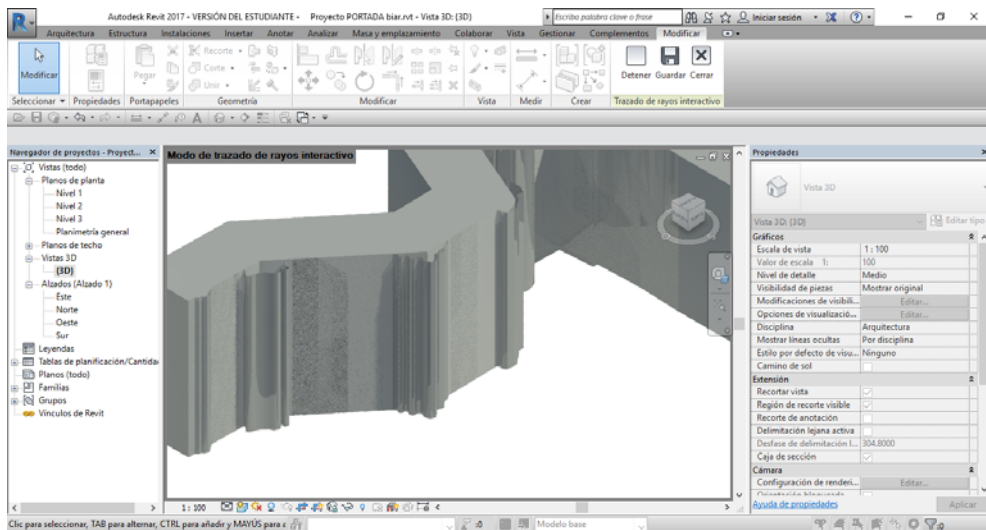 Autodesk Revit 2017 - VERSIÓN DEL ESTUDIANTE - Proyecto PORTADA biar.rvt - Vista 3D: {3D}
Escriba palabra clave o frase
Iniciar sesión
Arquitectura Estructura Instalaciones Insertar Anotar Analizar Masa y emplazamiento Colaborar Vista Gestionar Complementos Modificar
Modificar
Propiedades
Pegar
Recorte
Corte
Unir
Detener Guardar Cerrar
Seleccionar Propiedades Portapapeles Geometría Modificar Vista Medir Crear Trazado de rayos interactivo
Navegador de proyectos - Proyect...
Vistas (todo)
Planos de planta
Nivel 1
Nivel 2
Nivel 3
Planimetría general
Planos de techo
Vistas 3D
{3D}
Alzados (Alzado 1)
Este
Norte
Oeste
Sur
Leyendas
Tablas de planificación/Cantida
Planos (todo)
Familias
Grupos
Vínculos de Revit
Modo de trazado de rayos interactivo
1 : 100
Propiedades
Vista 3D
Vista 3D: {3D}
Editar tipo
Gráficos
Escala de vista 1 : 100
Valor de escala 1: 100
Nivel de detalle Medio
Visibilidad de piezas Mostrar original
Modificaciones de visibili... Editar...
Opciones de visualizació... Editar...
Disciplina Arquitectura
Mostrar líneas ocultas Por disciplina
Estilo por defecto de visu... Ninguno
Camino de sol
Extensión
Recortar vista
Región de recorte visible
Recorte de anotación
Delimitación lejana activa
Desfase de delimitación l... 304.8000
Caja de sección
Cámara
Configuración de renderi... Editar...
Orientación bloqueada
Ayuda de propiedades
Aplicar
Clic para seleccionar, TAB para alternar, CTRL para añadir y MAYÚS para
:0
Modelo base
:0